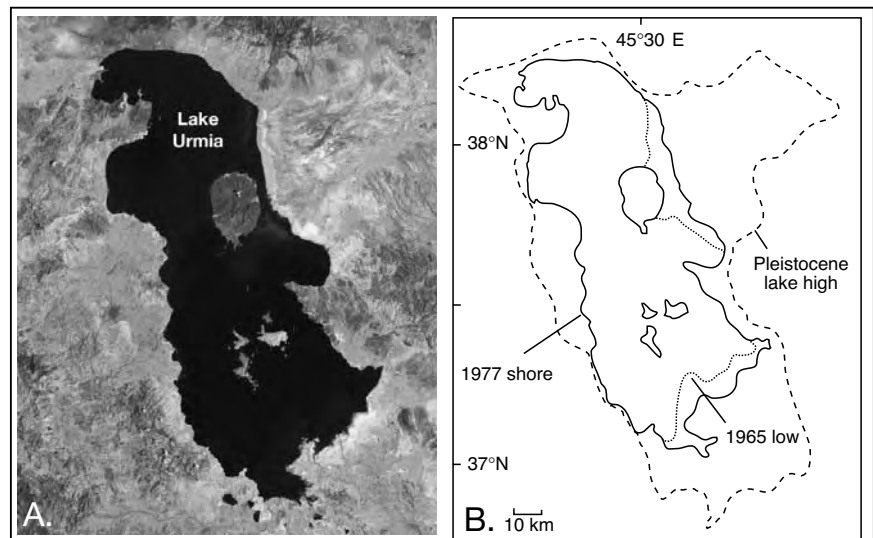 Lake
Urmia
A.
45°30 E
38°N
Pleistocene
lake high
1977 shore
1965 low
37°N
B.
10 km